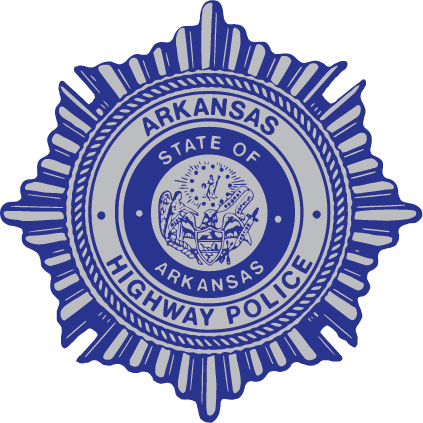 ARKANSAS
STATE OF
ARKANSAS
HIGHWAY POLICE